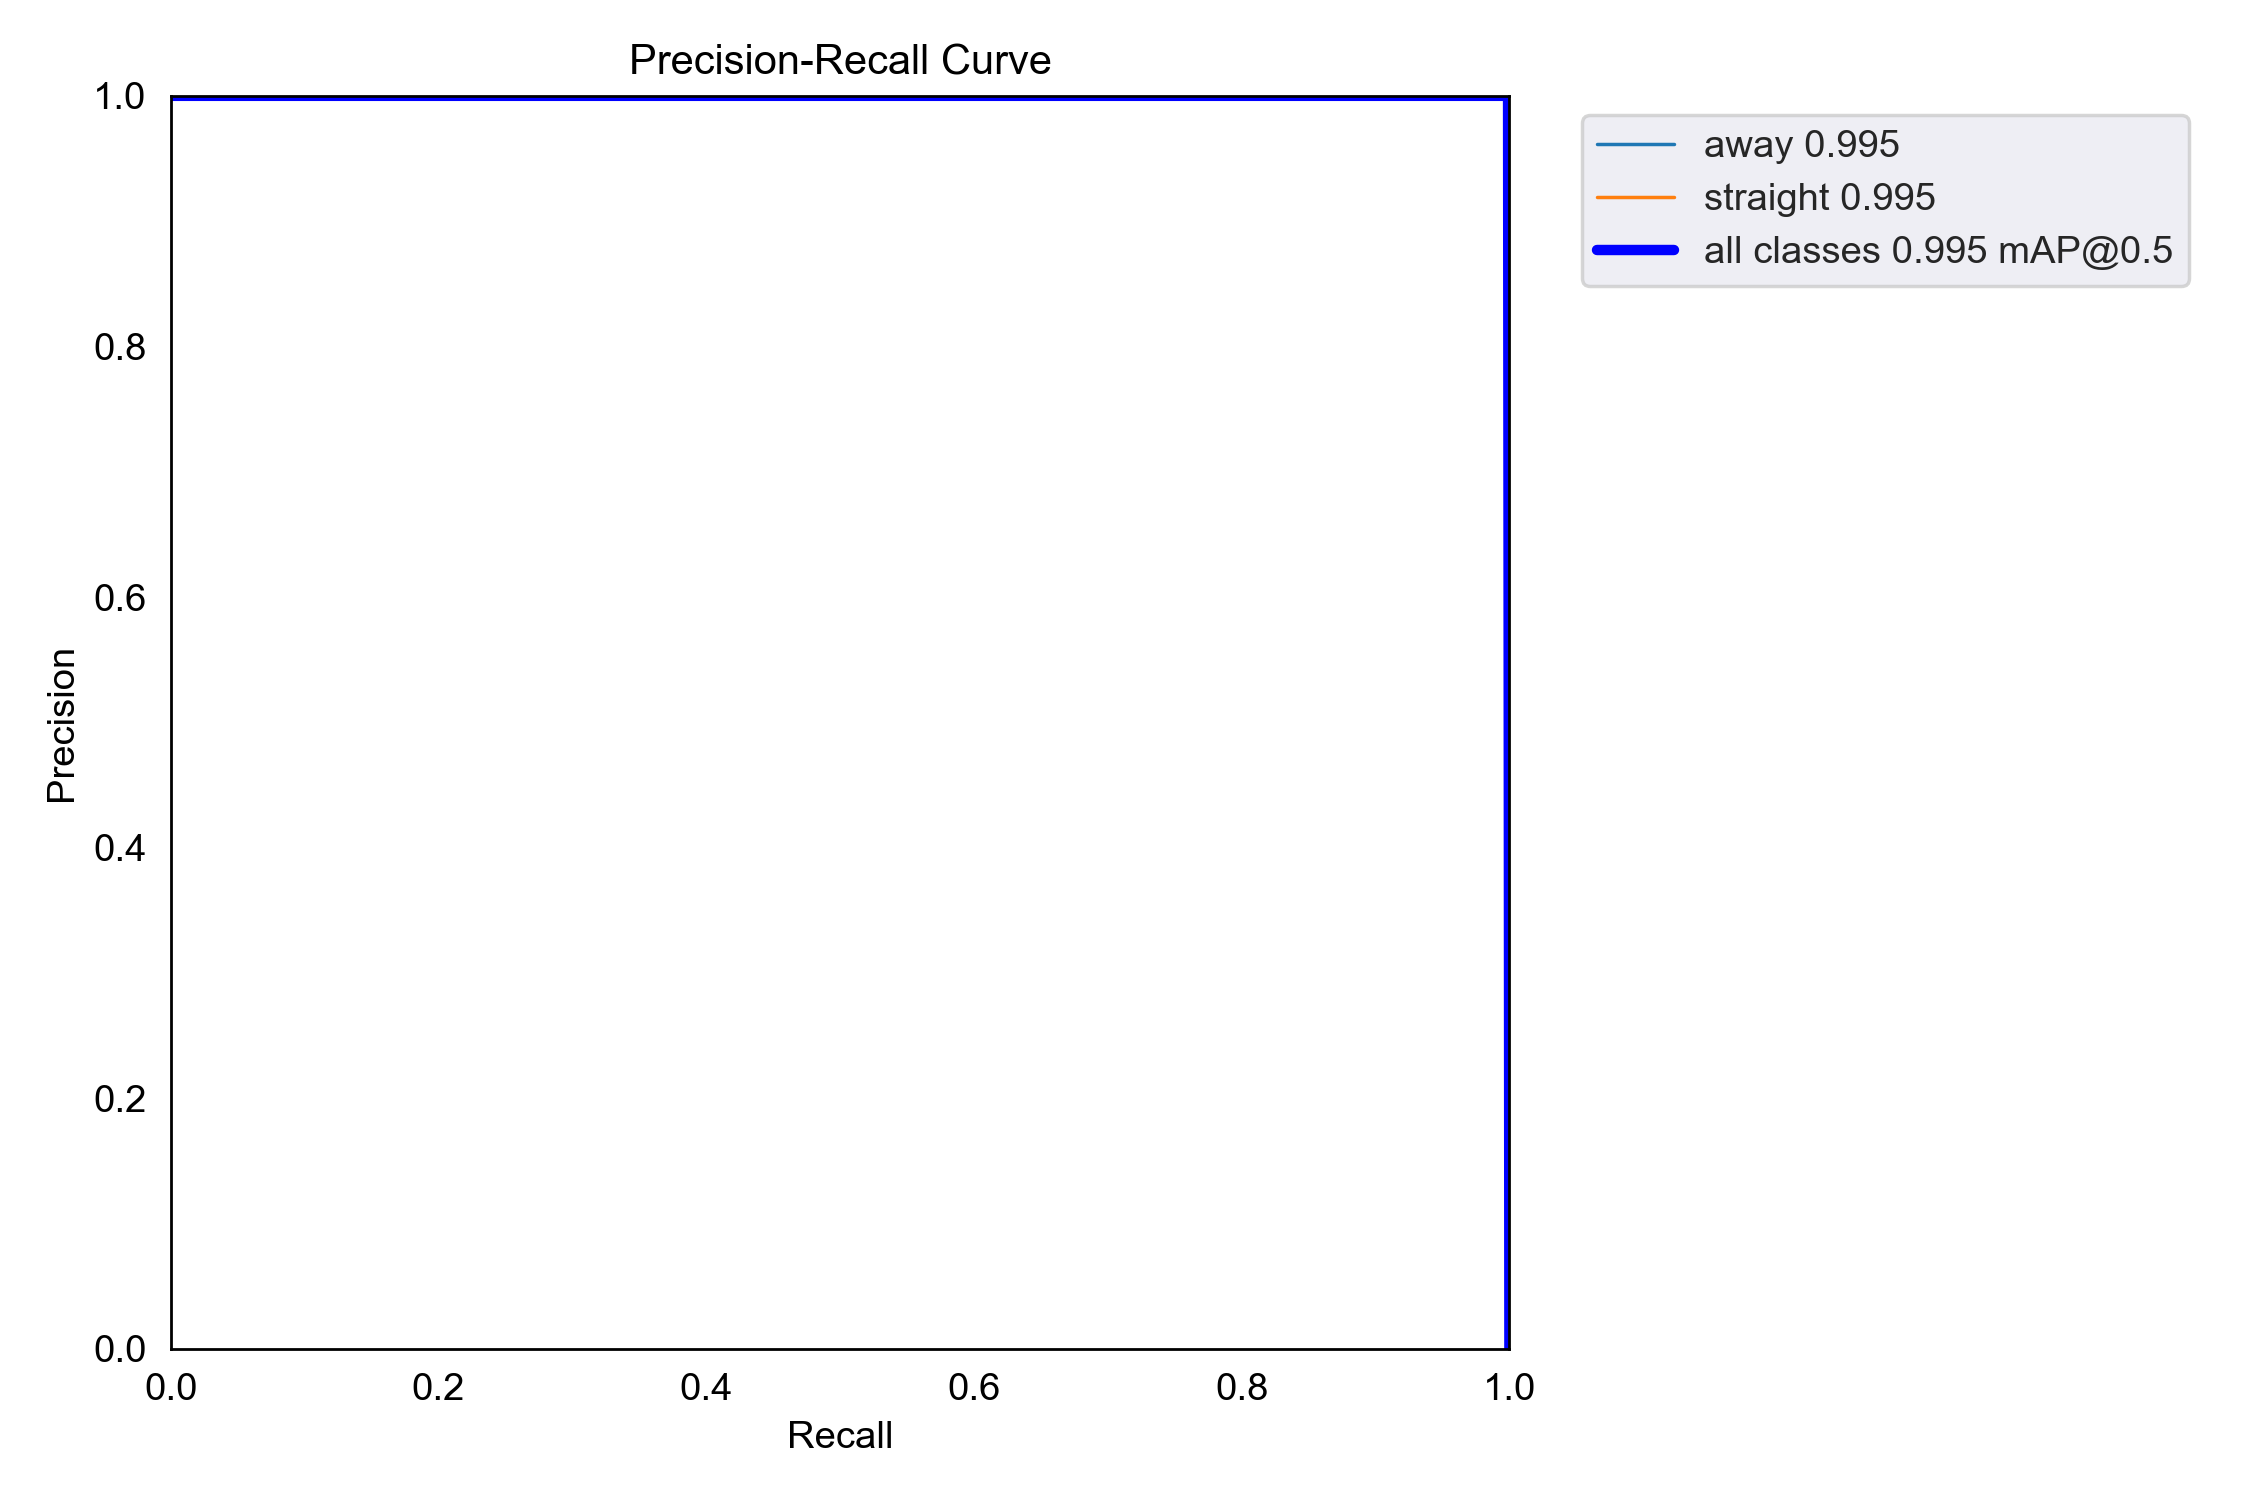 Precision-Recall Curve
1.0
0.8
0.6
0.4
0.2
0.0
Precision
0.0 0.2 0.4 0.6 0.8 1.0
Recall
away 0.995
straight 0.995
all classes 0.995 mAP@0.5